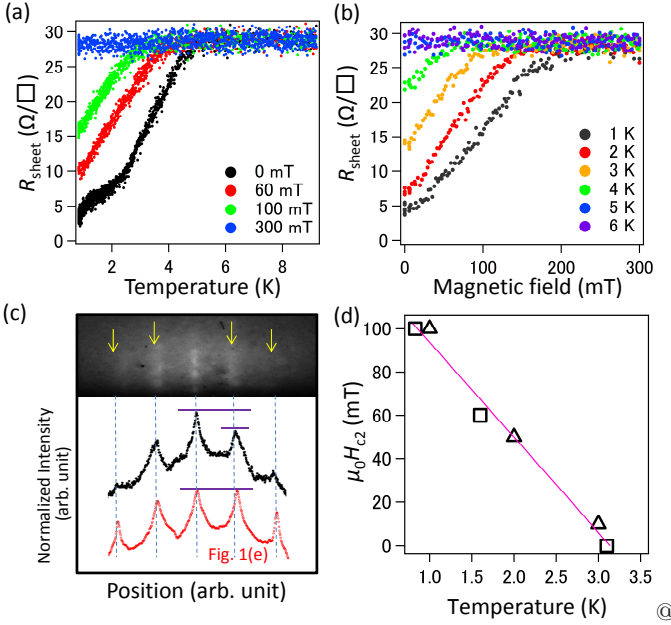 (a)
30
25
20
15
10
5
0
R_sheet (Ω/□)
0 mT
60 mT
100 mT
300 mT
2
4
6
8
Temperature (K)
(b)
30
25
20
15
10
5
0
R_sheet (Ω/□)
1 K
2 K
3 K
4 K
5 K
6 K
0
100
200
300
Magnetic field (mT)
(c)
Normalized Intensity
(arb. unit)
Fig. 1(e)
Position (arb. unit)
(d)
100
80
60
40
20
0
μ₀H_c2 (mT)
1.0
1.5
2.0
2.5
3.0
3.5
Temperature (K)
@